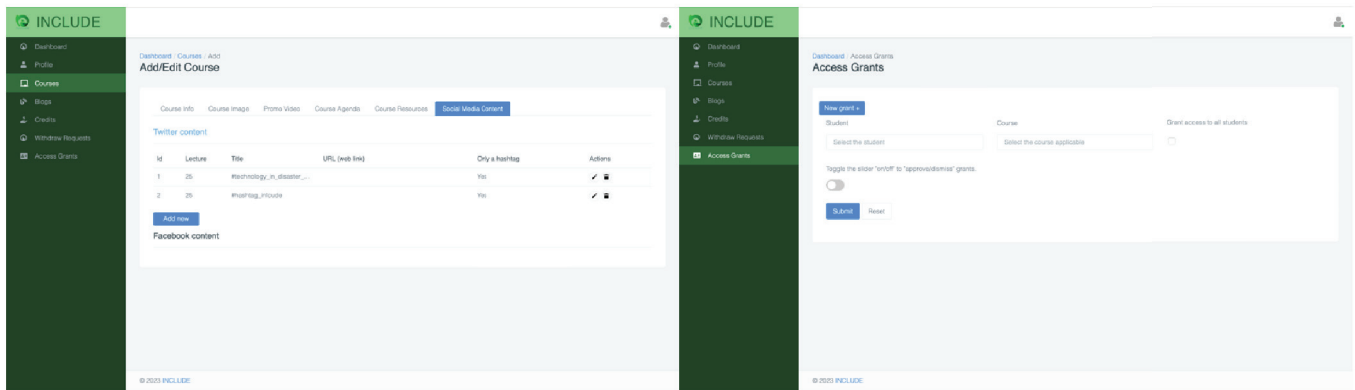 INCLUDE
Dashboard
Profile
Courses
Blogs
Credits
Withdraw Requests
Access Grants
Dashboard / Courses / Add
Add/Edit Course
Course Info Course Image Promo Video Course Agenda Course Resources Social Media Content
Twitter content
Id Lecture Title URL (web link) Only a hashtag Actions
1 25 #technology_in_disaster_... Yes
2 25 Yes
Add new
Facebook content
© 2023 INCLUDE
INCLUDE
Dashboard
Profile
Courses
Blogs
Credits
Withdraw Requests
Access Grants
Dashboard / Access Grants
Access Grants
New grant +
Student Course Grant access to all students
Select the student Select the course applicable
Toggle the slider "on/off" to "approve/dismiss" grants.
Submit Reset
© 2023 INCLUDE